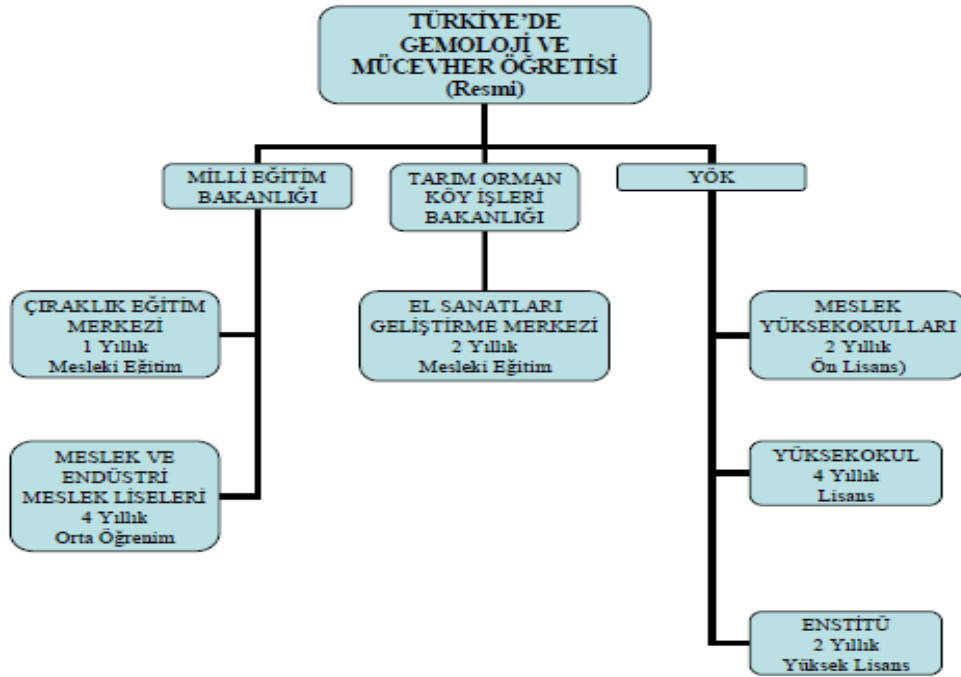 TÜRKİYE'DE
GEMOLOJİ VE
MÜCEVHER ÖĞRETİSİ
(Resmi)
MİLLİ EĞİTİM
BAKANLIĞI
TARIM ORMAN
KÖY İŞLERİ
BAKANLIĞI
YÖK
ÇIRAKLIK EĞİTİM
MERKEZİ
1 Yıllık
Mesleki Eğitim
EL SANATLARI
GELİŞTİRME MERKEZİ
2 Yıllık
Mesleki Eğitim
MESLEK
YÜKSEKOKULLARI
2 Yıllık
Ön Lisans)
MESLEK VE
ENDÜSTRİ
MESLEK LİSELERİ
4 Yıllık
Orta Öğrenim
YÜKSEKOKUL
4 Yıllık
Lisans
ENSTİTÜ
2 Yıllık
Yüksek Lisans